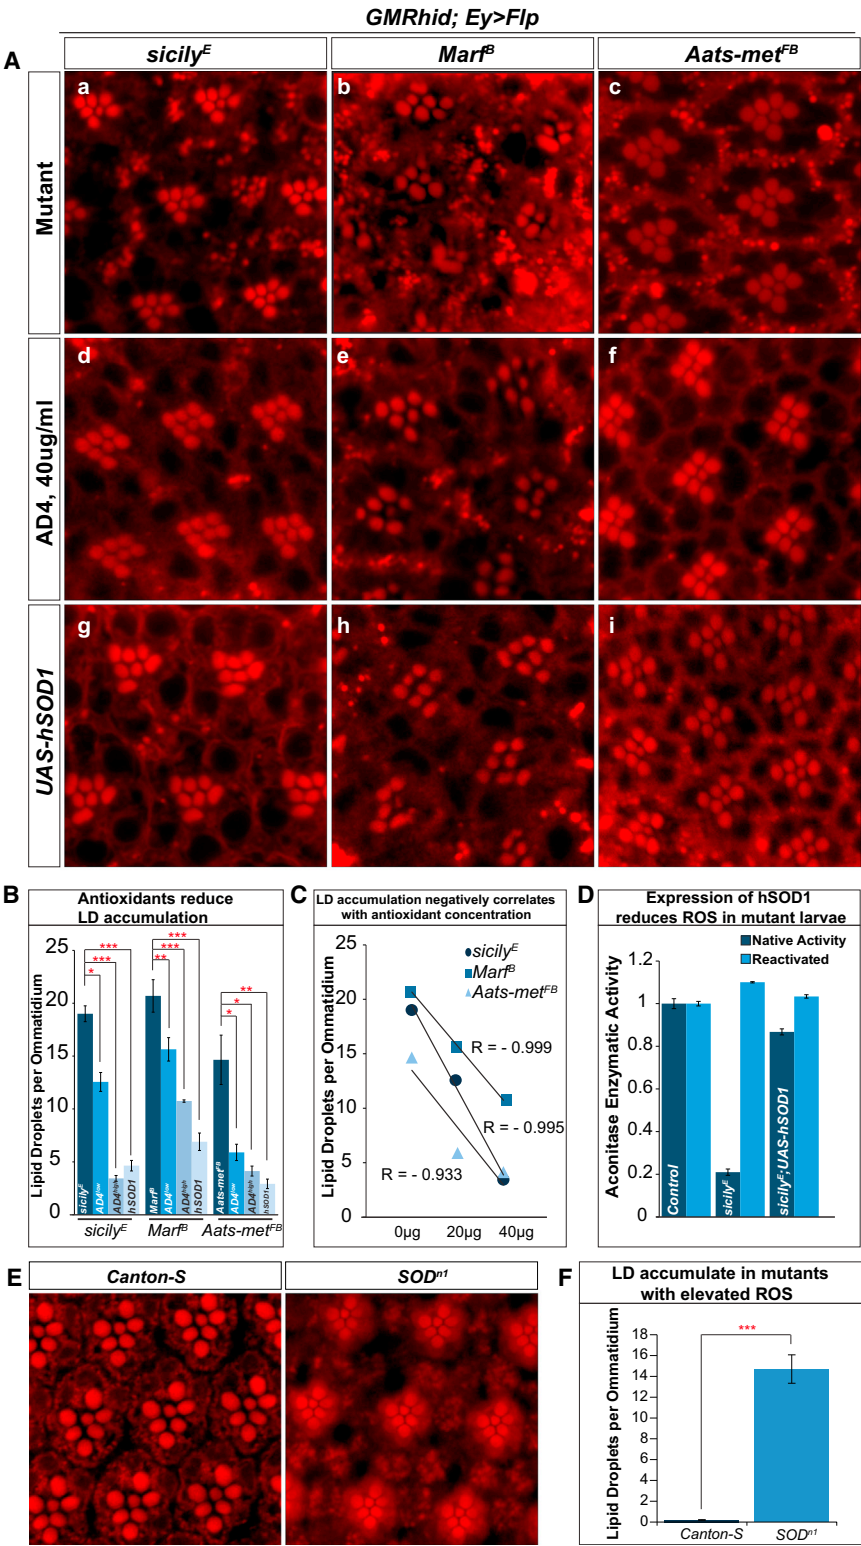 GMRhid; Ey>Flp
A
sicilyᴱ
Marfᴮ
Aats-metᶠᴮ
Mutant
a
b
c
AD4, 40ug/ml
d
e
f
UAS-hSOD1
g
h
i
B
Antioxidants reduce
LD accumulation
Lipid Droplets per Ommatidium
25
20
15
10
5
0
***
***
*
***
***
**
**
*
*
sicilyᴱ
AD4ˡᵒʷ
AD4ʰⁱᵍʰ
hSOD1
Marfᴮ
AD4ˡᵒʷ
AD4ʰⁱᵍʰ
hSOD1
Aats-metᶠᴮ
AD4ˡᵒʷ
AD4ʰⁱᵍʰ
hSOD1
sicilyᴱ
Marfᴮ
Aats-metᶠᴮ
C
LD accumulation negatively correlates
with antioxidant concentration
Lipid Droplets per Ommatidium
25
20
15
10
5
0
sicilyᴱ
Marfᴮ
Aats-metᶠᴮ
R = - 0.999
R = - 0.995
R = - 0.933
0µg
20µg
40µg
D
Expression of hSOD1
reduces ROS in mutant larvae
Native Activity
Reactivated
Aconitase Enzymatic Activity
1.2
1
0.8
0.6
0.4
0.2
0
Control
sicilyᴱ
sicilyᴱ;UAS-hSOD1
E
Canton-S
SODⁿ¹
F
LD accumulate in mutants
with elevated ROS
Lipid Droplets per Ommatidium
18
16
14
12
10
8
6
4
2
0
***
Canton-S
SODⁿ¹